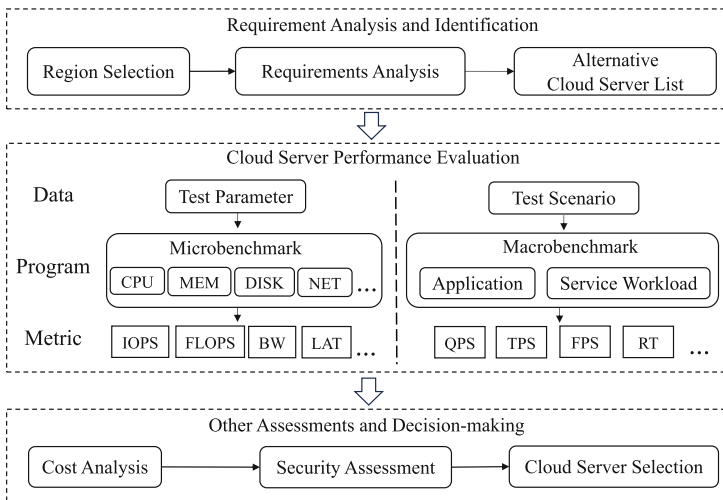 Requirement Analysis and Identification
Region Selection
Requirements Analysis
Alternative
Cloud Server List
Cloud Server Performance Evaluation
Data
Test Parameter
Test Scenario
Program
Microbenchmark
CPU
MEM
DISK
NET
...
Macrobenchmark
Application
Service Workload
Metric
IOPS
FLOPS
BW
LAT
...
QPS
TPS
FPS
RT
...
Other Assessments and Decision-making
Cost Analysis
Security Assessment
Cloud Server Selection